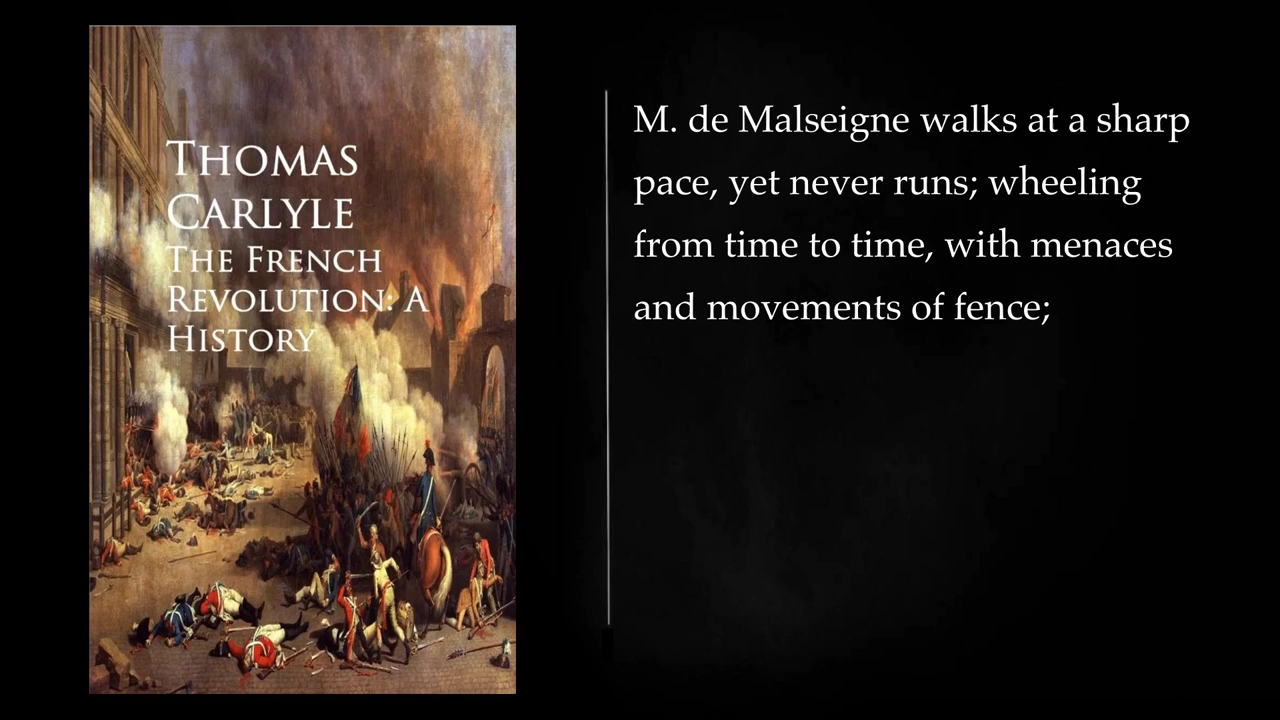 THOMAS
CARLYLE
THE FRENCH
REVOLUTION: A
HISTORY
M. de Malseigne walks at a sharp
pace, yet never runs; wheeling
from time to time, with menaces
and movements of fence;